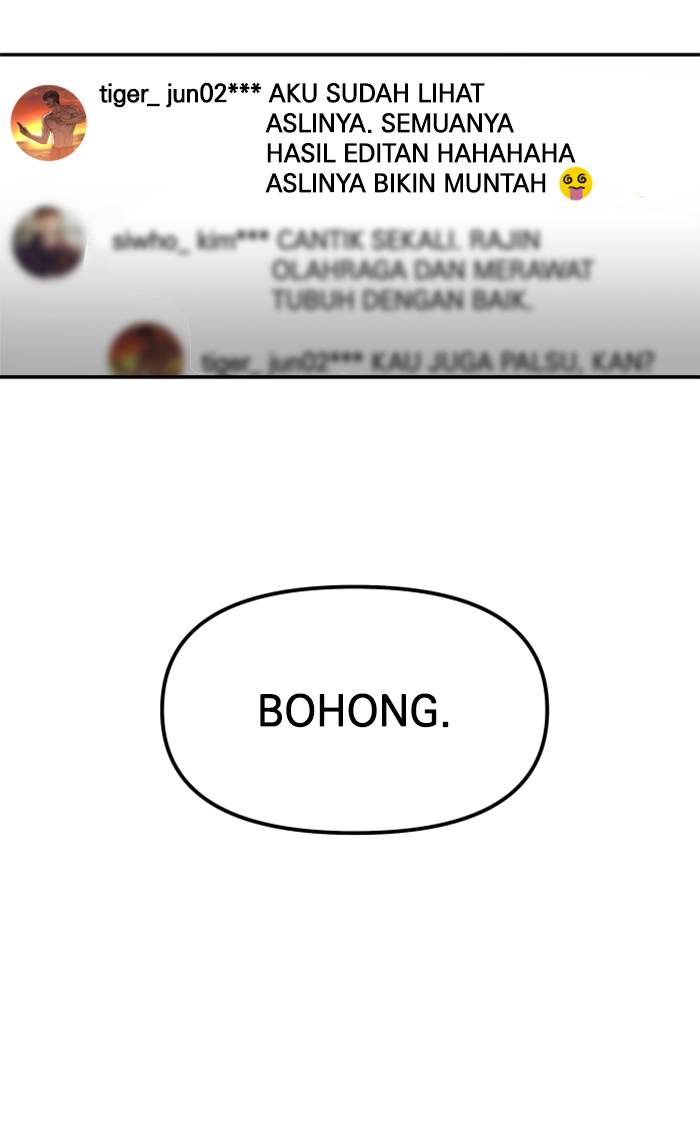 tiger_ jun02*** AKU SUDAH LIHAT
ASLINYA. SEMUANYA
HASIL EDITAN HAHAHAHA
ASLINYA BIKIN MUNTAH 😵‍💫
siwho_ kim*** CANTIK SEKALI. RAJIN
OLAHRAGA DAN MERAWAT
TUBUH DENGAN BAIK.
tiger_ jun02*** KAU JUGA PALSU, KAN?
BOHONG.